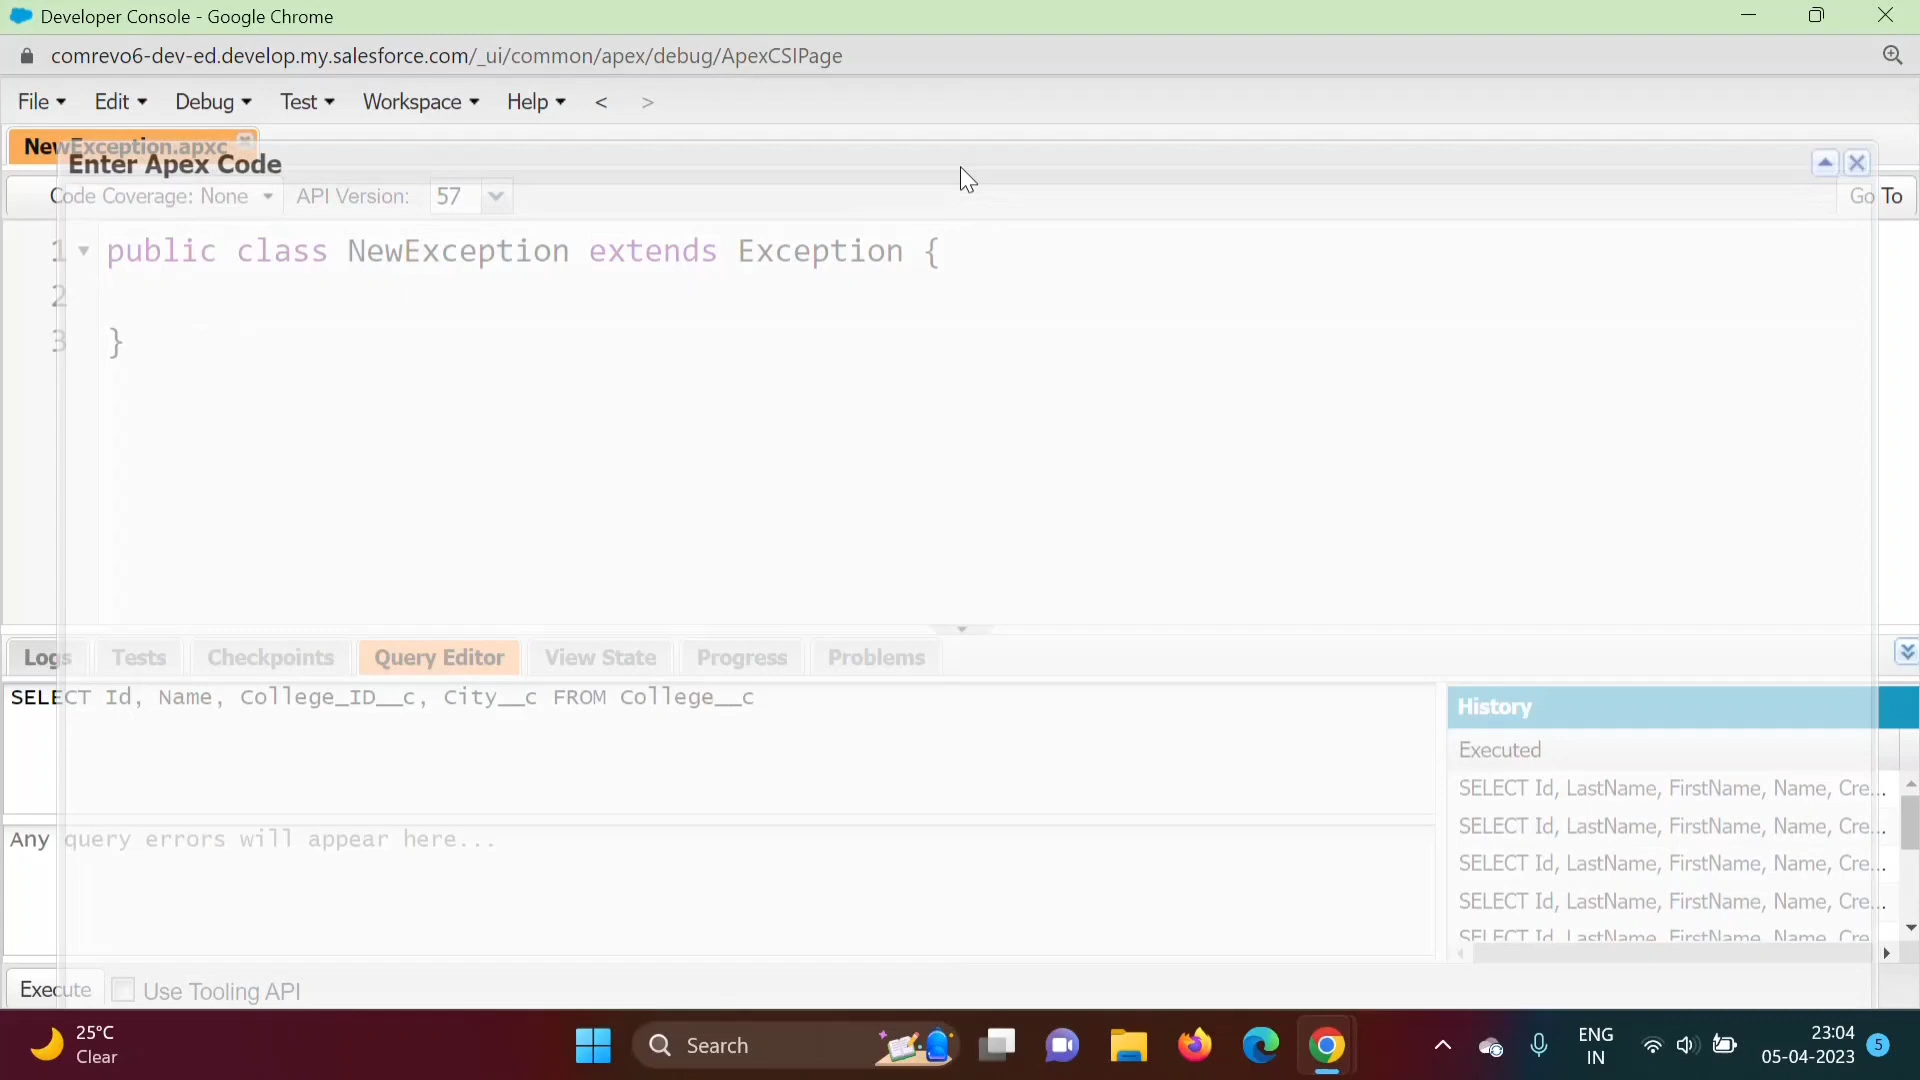 Developer Console - Google Chrome
comrevo6-dev-ed.develop.my.salesforce.com/_ui/common/apex/debug/ApexCSIPage
File Edit Debug Test Workspace Help < >
NewException.apxc
Enter Apex Code
Code Coverage: None API Version: 57 Go To
1 public class NewException extends Exception {
2
3 }
Logs Tests Checkpoints Query Editor View State Progress Problems
SELECT Id, Name, College_ID__c, City__c FROM College__c
History
Executed
SELECT Id, LastName, FirstName, Name, Cre...
SELECT Id, LastName, FirstName, Name, Cre...
SELECT Id, LastName, FirstName, Name, Cre...
SELECT Id, LastName, FirstName, Name, Cre...
SELECT Id, LastName, FirstName, Name, Cre...
Any query errors will appear here...
Execute Use Tooling API
25°C
Clear
Search
ENG
IN
23:04
05-04-2023
5